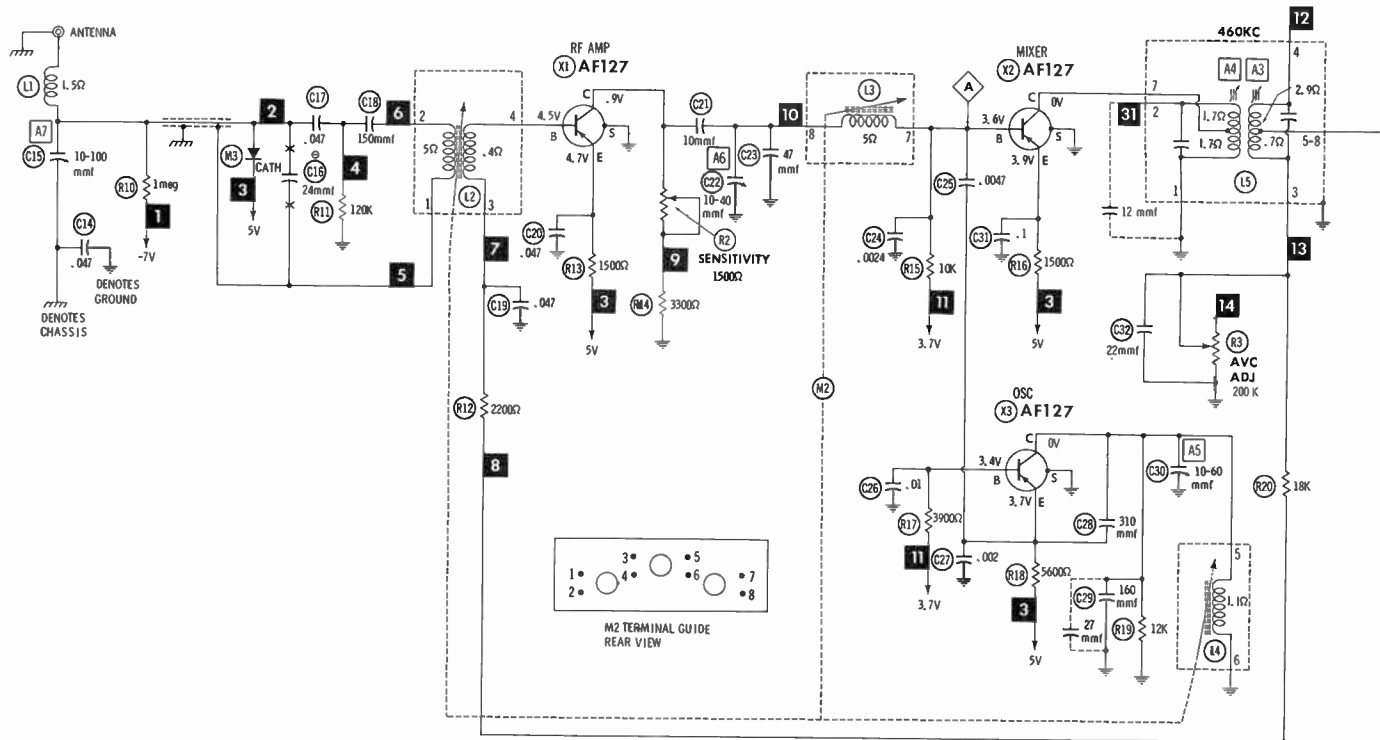 ANTENNA
L1
1.5Ω
A7
C15
10-100
mmf
C14
.047
DENOTES
GROUND
DENOTES
CHASSIS
R10
1meg
1
-7V
2
M3
CATH
3
5V
C17
.047
⊖
C16
24mmf
C18
150mmf
4
R11
120K
5
6
2
5Ω
1
L2
4
.4Ω
3
7
C19
.047
R12
2200Ω
8
RF AMP
X1 AF127
C
.9V
4.5V
B
S
4.7V
E
C20
.047
R13
1500Ω
3
5V
C21
10mmf
A6
C22
10-40
mmf
C23
47
mmf
R2
SENSITIVITY
1500Ω
9
R14
3300Ω
10
8
L3
5Ω
7
M2
A
MIXER
X2 AF127
C
0V
3.6V
B
S
3.9V
E
C25
.0047
C24
.0024
R15
10K
11
3.7V
C31
.1
R16
1500Ω
3
5V
460KC
12
4
7
2
31
A4
A3
2.9Ω
1.7Ω
1.7Ω
.7Ω
5-8
1
L5
3
12 mmf
13
C32
22mmf
14
R3
AVC
ADJ
200 K
OSC
X3 AF127
C
0V
3.4V
B
S
3.7V
E
C26
.01
R17
3900Ω
11
3.7V
C27
.002
R18
5600Ω
3
5V
C28
310
mmf
A5
C30
10-60
mmf
C29
160
mmf
27
mmf
R19
12K
5
1.1Ω
L4
6
R20
18K
1
2
3
4
5
6
7
8
M2 TERMINAL GUIDE
REAR VIEW